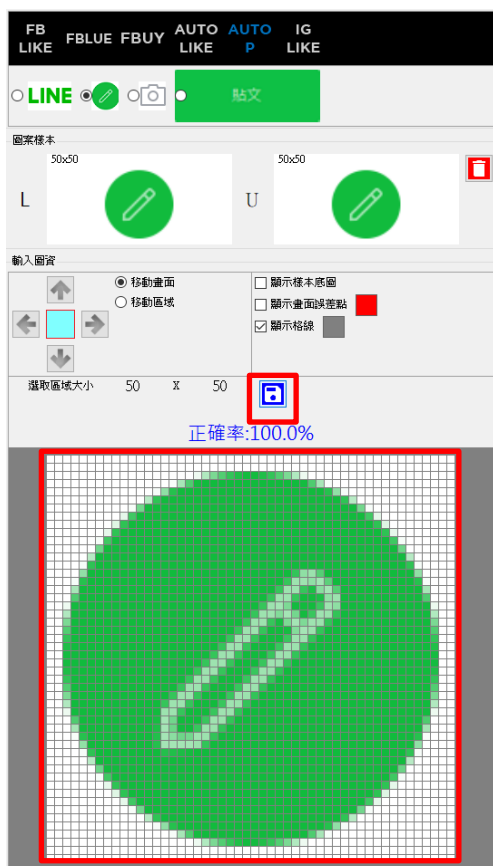 FB LIKE FBLUE FBUY AUTO LIKE AUTO P IG LIKE
LINE 貼文
圖案樣本
50x50 50x50
L U
輸入圖資
移動畫面 顯示樣本底圖
移動區域 顯示畫面誤差點
顯示格線
選取區域大小 50 X 50
正確率:100.0%